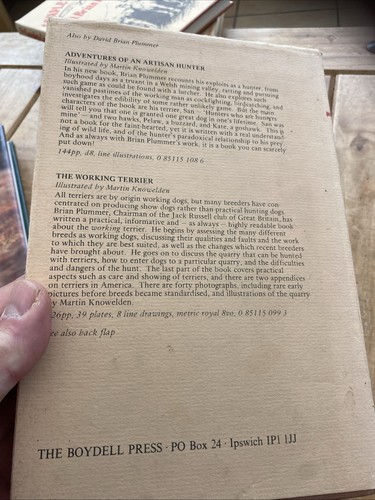 Also by David Brian Plummer
ADVENTURES OF AN ARTISAN HUNTER
Illustrated by Martin Knowelden
In his new book, Brian Plummer recounts his exploits as a hunter, from
boyhood days as a truant in a Welsh mining valley, ratting and pursuing
such game as could be found with a lurcher. He also explores such
vanished pastimes of the working man as cockfighting, birdcatching, and
investigates the edibility of some rather unlikely game. But the main
characters of the book are his terrier, San - 'Hunters who are honest
will tell you that one is granted one great dog in one's lifetime. San was
mine' – and two hawks, Pelaw, a buzzard, and Kate, a goshawk. This is
not a book for the faint-hearted, yet it is written with real understand-
ing of wild life, and of the hunter's paradoxical relationship to his prey
And as always with Brian Plummer's work, it is a book you can scarcely
put down!
144pp, 48, line illustrations, 0 85115 108 6
THE WORKING TERRIER
Illustrated by Martin Knowelden
All terriers are by origin working dogs, but many breeders have con-
centrated on producing show dogs rather than practical hunting dogs.
Brian Plummer, Chairman of the Jack Russell club of Great Britain, has
written a practical, informative and – as always – highly readable book
about the working terrier. He begins by assessing the many different
breeds as working dogs, discussing their qualities and faults and the work
to which they are best suited, as well as the changes which recent breeders
have brought about. He goes on to discuss the quarry that can be hunted
with terriers, how to enter dogs to a particular quarry, and the difficulties
and dangers of the hunt. The last part of the book covers practical
aspects such as care and showing of terriers, and there are two appendices
on terriers in America. There are forty photographs, including rare early
pictures before breeds became standardised, and illustrations of the quarry
by Martin Knowelden.
26pp, 39 plates, 8 line drawings, metric royal 8vo, 0 85115 099 3
ee also back flap
THE BOYDELL PRESS · PO Box 24 · Ipswich IP1 1JJ